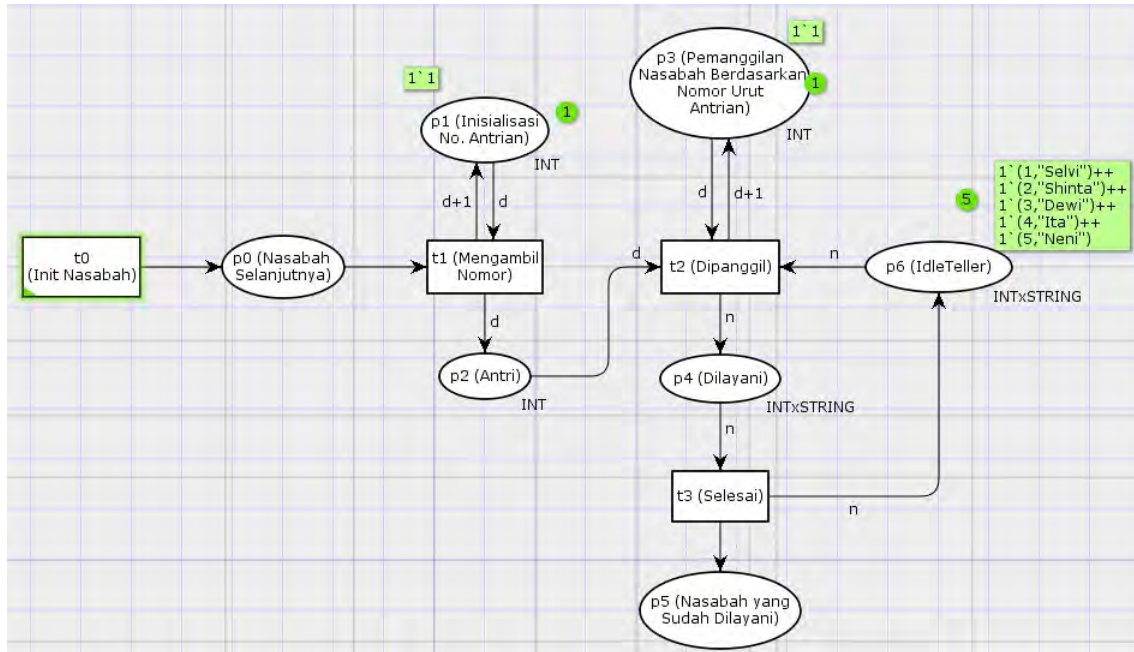 1`1
p3 (Pemanggilan
Nasabah Berdasarkan
Nomor Urut
Antrian)
1
INT
1`1
p1 (Inisialisasi
No. Antrian)
1
INT
d+1
d
d
d+1
1`(1,"Selvi")++
1`(2,"Shinta")++
1`(3,"Dewi")++
1`(4,"Ita")++
1`(5,"Neni")
5
t0
(Init Nasabah)
p0 (Nasabah
Selanjutnya)
t1 (Mengambil
Nomor)
d
t2 (Dipanggil)
n
p6 (IdleTeller)
INTxSTRING
d
n
p2 (Antri)
INT
p4 (Dilayani)
INTxSTRING
n
t3 (Selesai)
n
p5 (Nasabah yang
Sudah Dilayani)